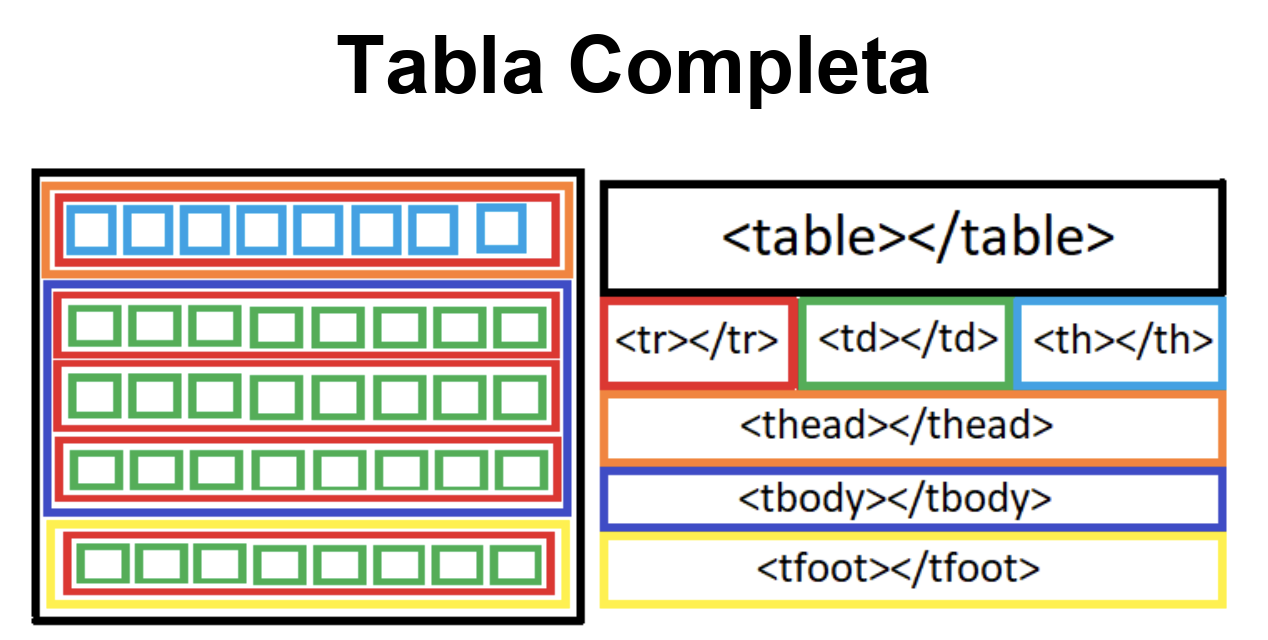 Tabla Completa
<table></table>
<tr></tr> <td></td> <th></th>
<thead></thead>
<tbody></tbody>
<tfoot></tfoot>